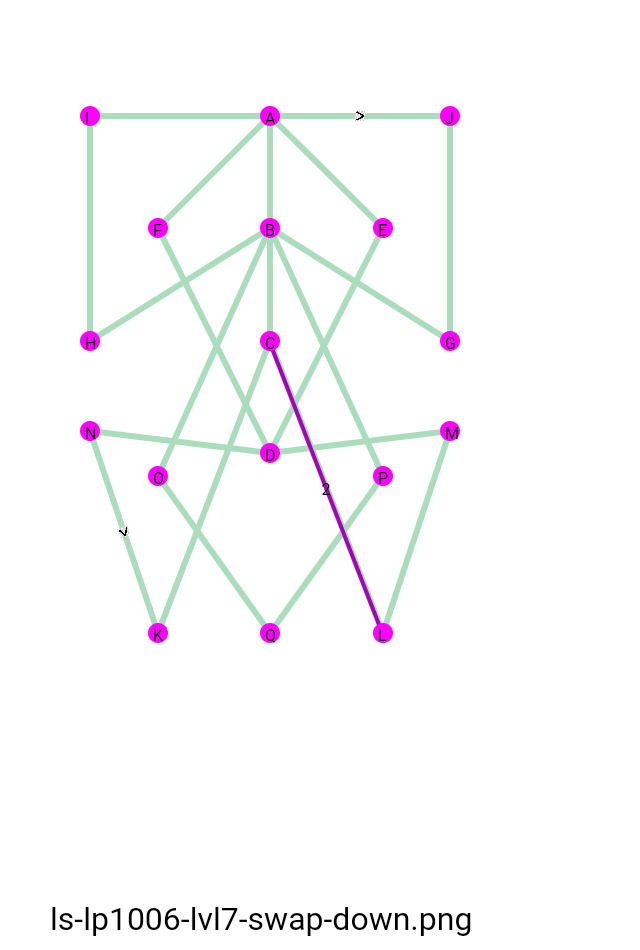 I A > J
F B E
H C G
N D M
O P
2
v
K Q L
ls-lp1006-lvl7-swap-down.png